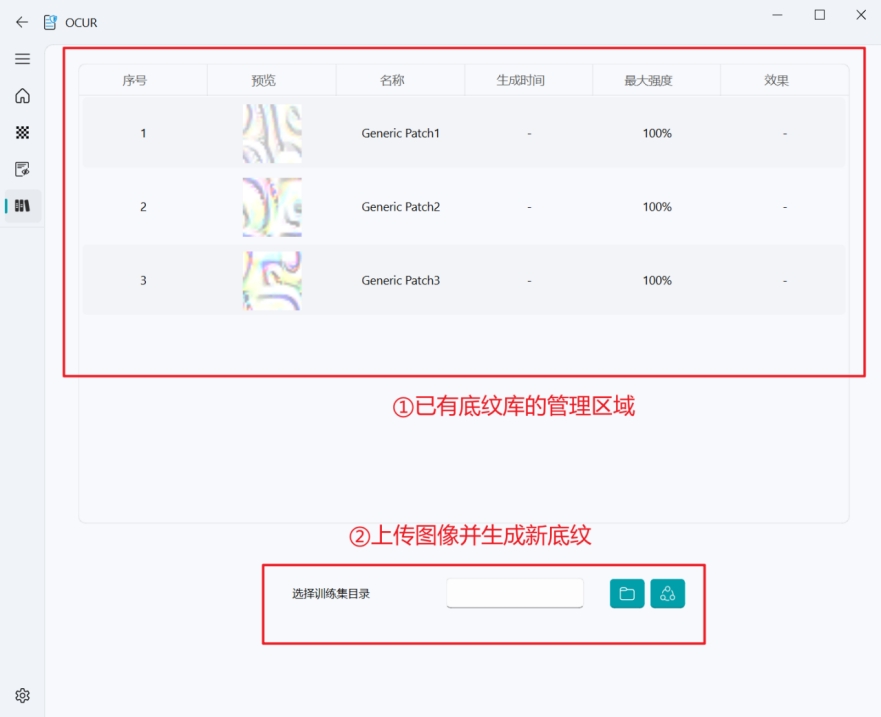 OCUR
序号 预览 名称 生成时间 最大强度 效果
1 Generic Patch1 - 100% -
2 Generic Patch2 - 100% -
3 Generic Patch3 - 100% -
①已有底纹库的管理区域
②上传图像并生成新底纹
选择训练集目录